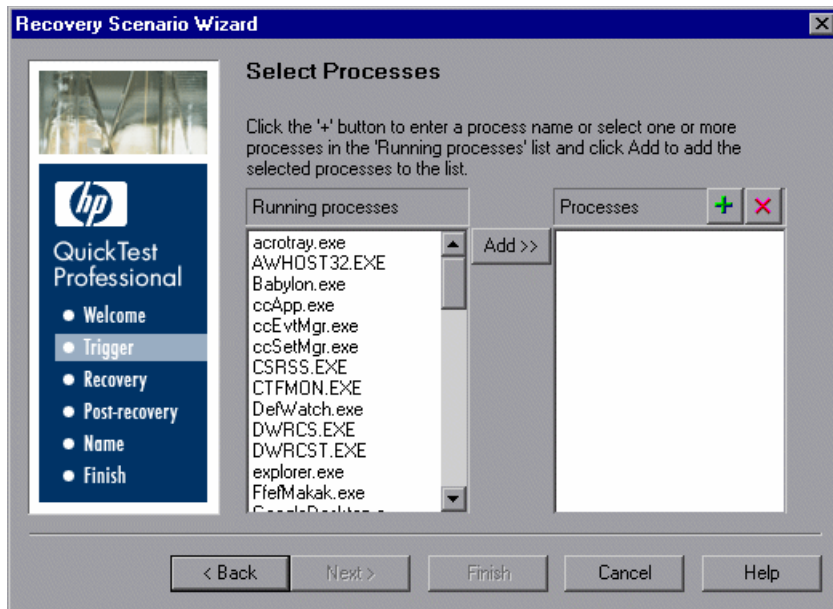 Recovery Scenario Wizard
Select Processes
Click the '+' button to enter a process name or select one or more
processes in the 'Running processes' list and click Add to add the
selected processes to the list.
hp
QuickTest
Professional
Welcome
Trigger
Recovery
Post-recovery
Name
Finish
Running processes
acrotray.exe
AWHOST32.EXE
Babylon.exe
ccApp.exe
ccEvtMgr.exe
ccSetMgr.exe
CSRSS.EXE
CTFMON.EXE
DefWatch.exe
DWRCS.EXE
DWRCST.EXE
explorer.exe
FfefMakak.exe
Add >>
Processes
< Back
Next >
Finish
Cancel
Help